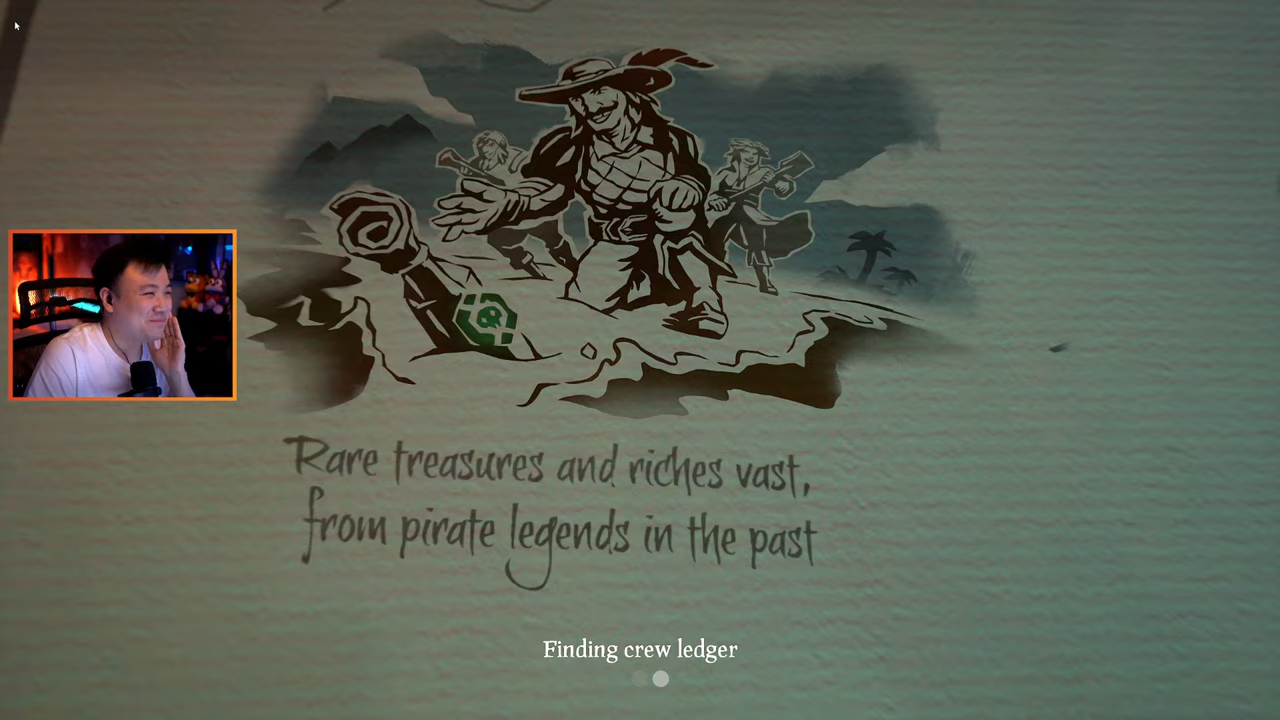 Rare treasures and riches vast,
from pirate legends in the past
Finding crew ledger